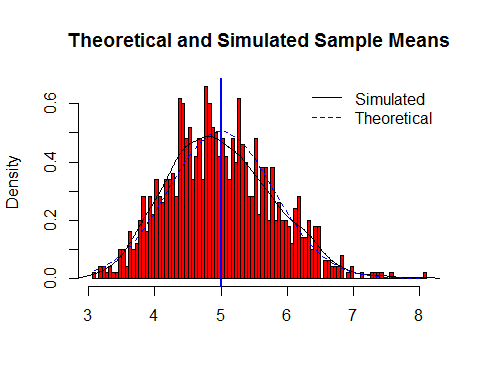 Theoretical and Simulated Sample Means
Simulated
Theoretical
Density
0.0
0.2
0.4
0.6
3 4 5 6 7 8